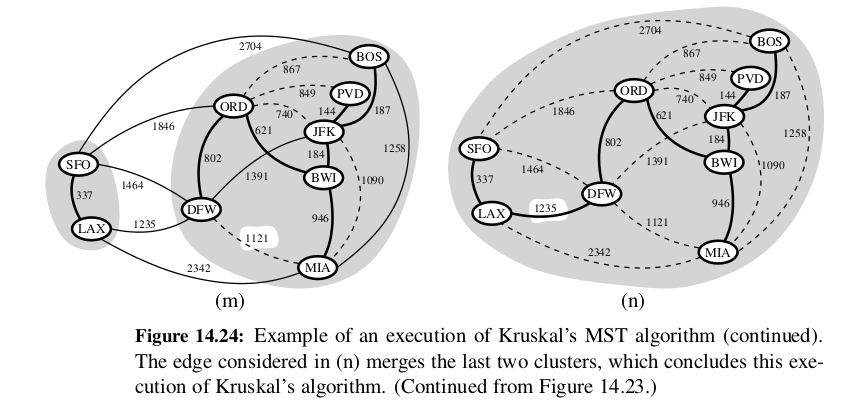 2704
BOS
867
PVD
849
ORD
144
187
740
JFK
1846
621
184
1258
802
SFO
1391
BWI
1090
1464
337
DFW
946
LAX
1235
1121
2342
MIA
(m)
2704
BOS
867
PVD
849
ORD
144
187
740
JFK
1846
621
184
1258
802
SFO
1391
BWI
1090
1464
337
DFW
946
LAX
1235
1121
2342
MIA
(n)
Figure 14.24: Example of an execution of Kruskal's MST algorithm (continued).
The edge considered in (n) merges the last two clusters, which concludes this exe-
cution of Kruskal's algorithm. (Continued from Figure 14.23.)